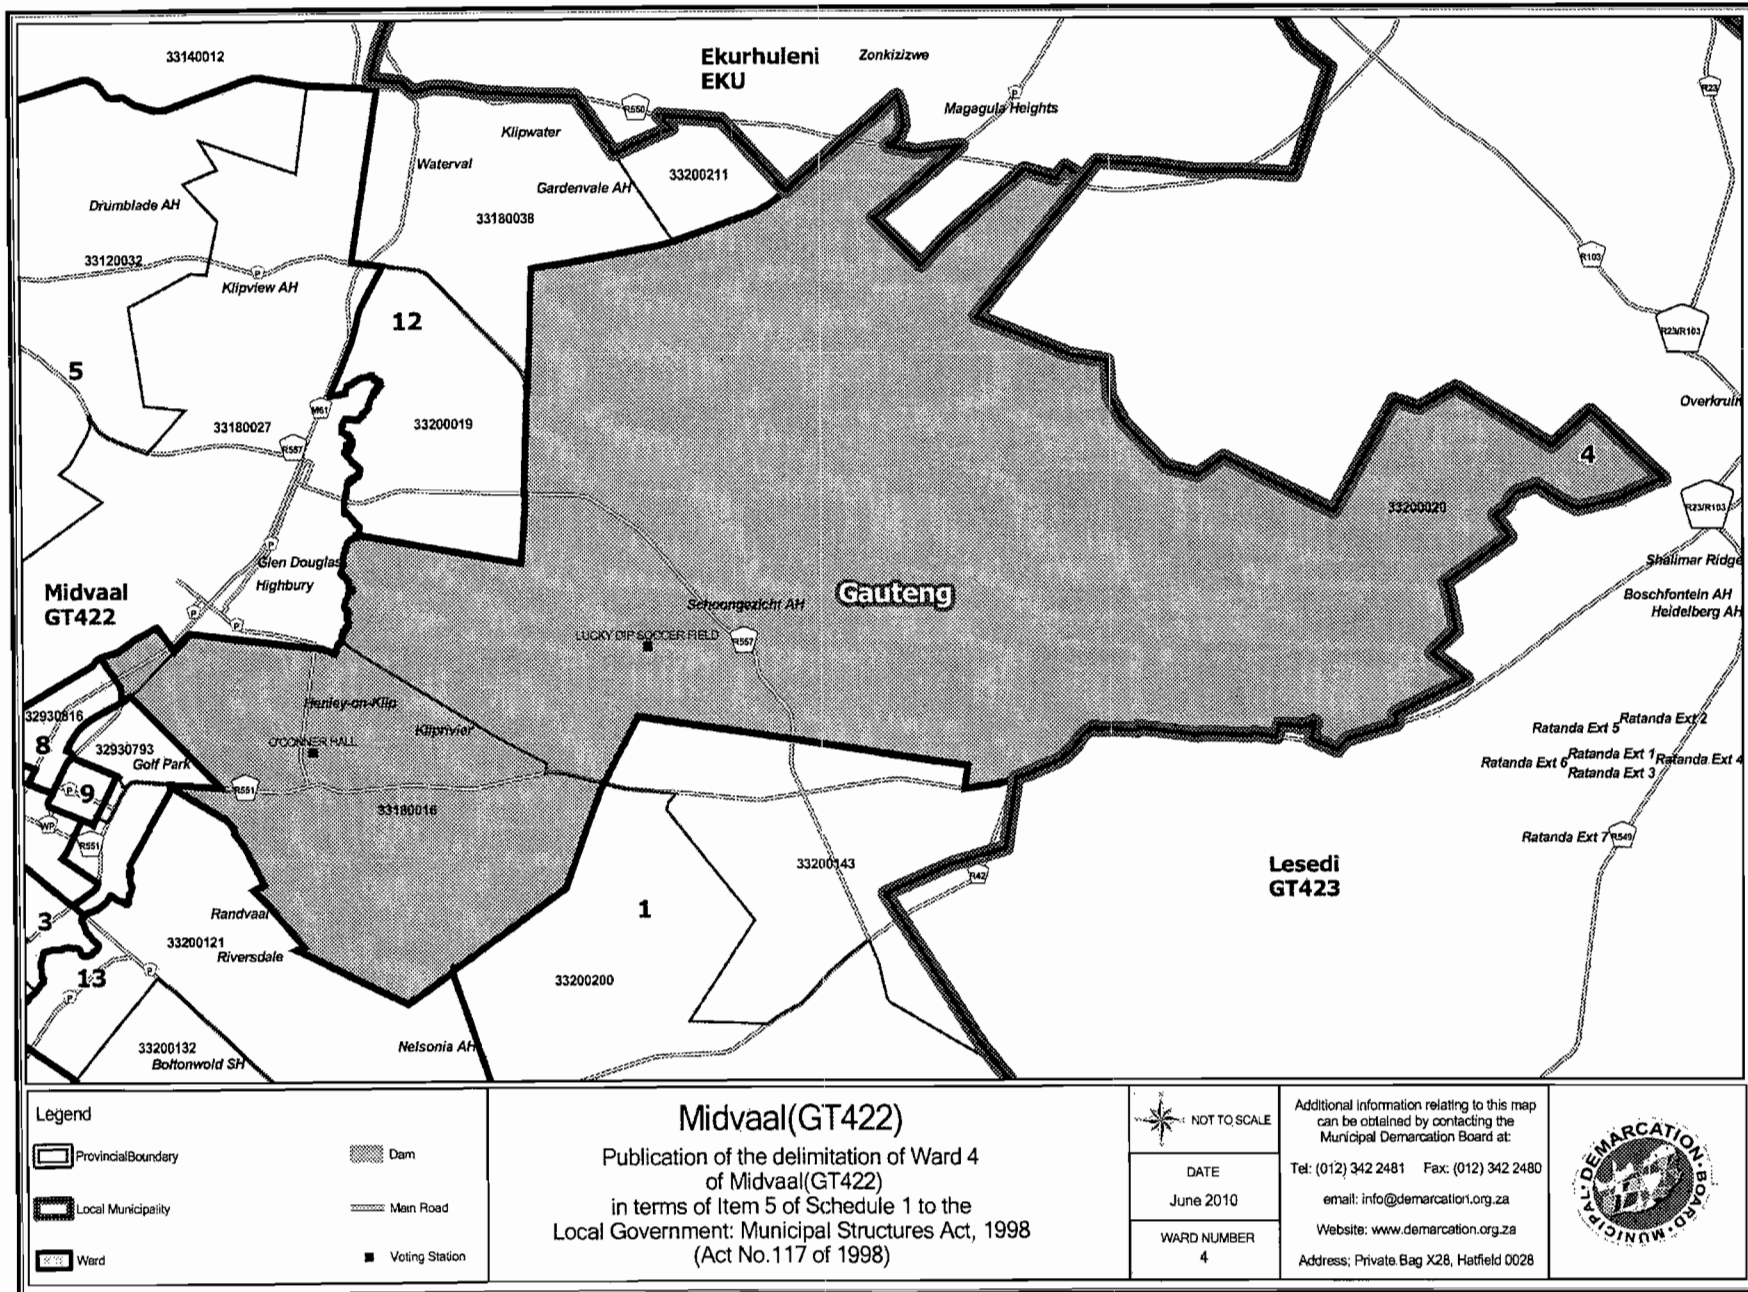 33140012
Ekurhuleni
EKU
Zonkizizwe
R23
R550
Magagula Heights
P
Klipwater
Waterval
Gardenvale AH
33200211
Drumblade AH
33180038
33120032
P
Klipview AH
R103
12
R23/R103
5
Overkruin
M61
33180027
R557
33200019
4
33200020
R23/R103
P
Glen Douglas
Highbury
Shalimar Ridge
Midvaal
GT422
Gauteng
Boschfontein AH
Heidelberg AH
Schoongezicht AH
P
P
LUCKY DIP SOCCER FIELD
R557
Henley-on-Klip
32930816
Kliprivier
Ratanda Ext 2
Ratanda Ext 5
8
32930793
Golf Park
O'CONNER HALL
Ratanda Ext 1
Ratanda Ext 4
Ratanda Ext 6
Ratanda Ext 3
P
9
R551
33180016
WP
R551
Ratanda Ext 7
R549
33200143
Lesedi
GT423
R42
3
Randvaal
1
33200121
Riversdale
13
P
P
33200200
33200132
Boltonwold SH
Nelsonia AH
Legend
ProvincialBoundary
Dam
Local Municipality
Main Road
Ward
Voting Station
Midvaal(GT422)
Publication of the delimitation of Ward 4
of Midvaal(GT422)
in terms of Item 5 of Schedule 1 to the
Local Government: Municipal Structures Act, 1998
(Act No.117 of 1998)
N
NOT TO SCALE
DATE
June 2010
WARD NUMBER
4
Additional information relating to this map
can be obtained by contacting the
Municipal Demarcation Board at:
Tel: (012) 342 2481 Fax: (012) 342 2480
email: info@demarcation.org.za
Website: www.demarcation.org.za
Address: Private Bag X28, Hatfield 0028
MUNICIPAL DEMARCATION BOARD